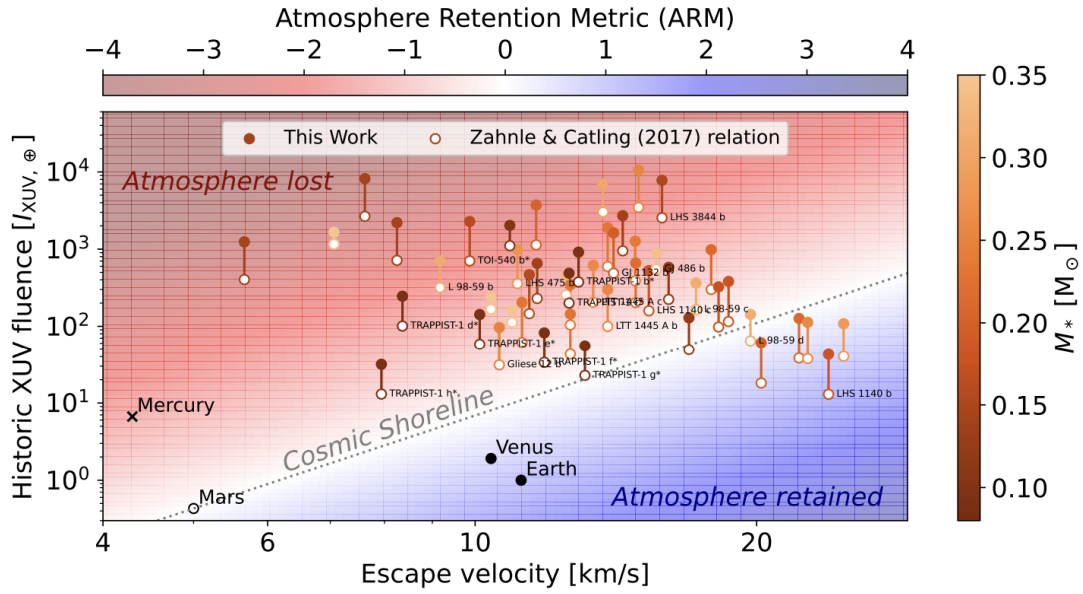 Atmosphere Retention Metric (ARM)
−4 −3 −2 −1 0 1 2 3 4
0.35
0.30
0.25
0.20
0.15
0.10
M* [M⊙]
Historic XUV fluence [I_XUV,⊕]
10⁴
10³
10²
10¹
10⁰
This Work
Zahnle & Catling (2017) relation
Atmosphere lost
LHS 3844 b
TOI-540 b*
GJ 1132 b*
GJ 486 b
L 98-59 b
LHS 475 b
TRAPPIST-1 b*
LTT 1445 A c
LHS 1140 c
L 98-59 c
TRAPPIST-1 d*
LTT 1445 A b
TRAPPIST-1 e*
L 98-59 d
Gliese 12 b
TRAPPIST-1 f*
TRAPPIST-1 g*
TRAPPIST-1 h*
LHS 1140 b
Mercury
Cosmic Shoreline
Venus
Earth
Mars
Atmosphere retained
4 6 10 20
Escape velocity [km/s]